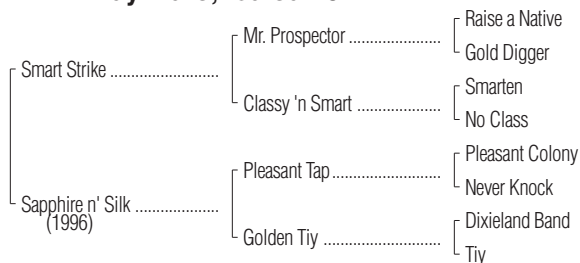 Raise a Native
Mr. Prospector ......................
Gold Digger
Smart Strike .............................
Smarten
Classy 'n Smart .....................
No Class
Pleasant Colony
Pleasant Tap.........................
Never Knock
Sapphire n' Silk ......................
(1996)
Dixieland Band
Golden Tiy ...........................
Tiy